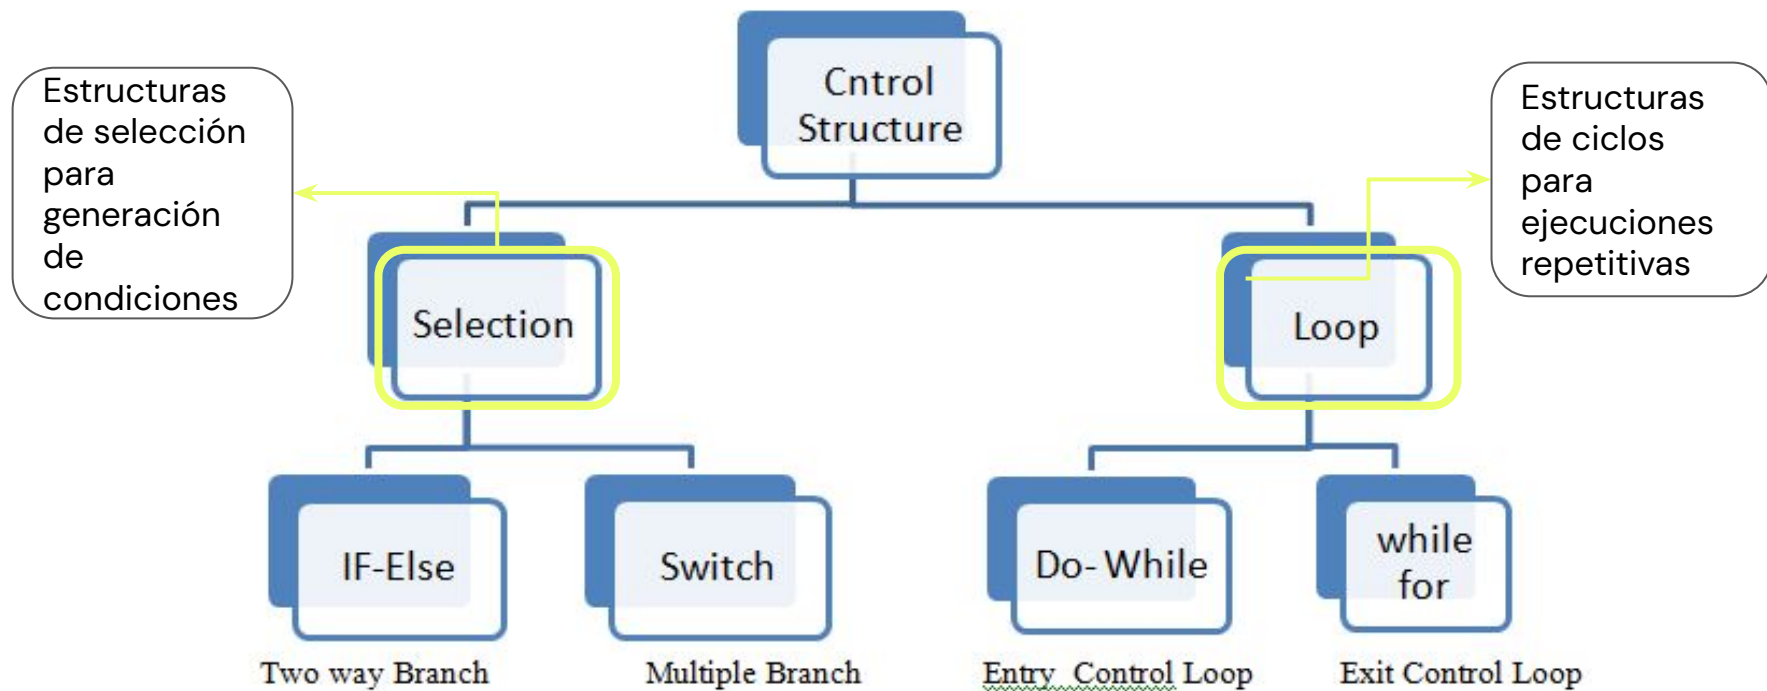 Cntrol
Structure
Estructuras
de selección
para
generación
de
condiciones
Estructuras
de ciclos
para
ejecuciones
repetitivas
Selection
Loop
IF-Else
Switch
Do- While
while
for
Two way Branch
Multiple Branch
Entry Control Loop
Exit Control Loop